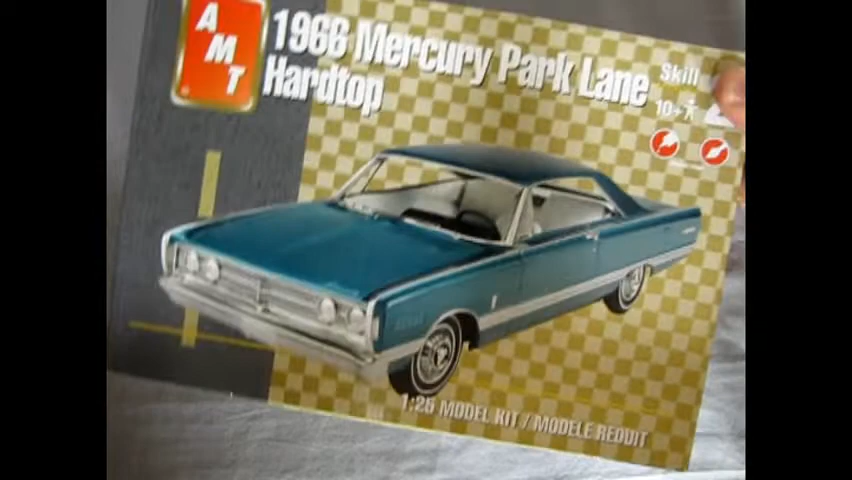 AMT
1966 Mercury Park Lane
Hardtop
Skill
10+
1:25 MODEL KIT / MODELE REDUIT